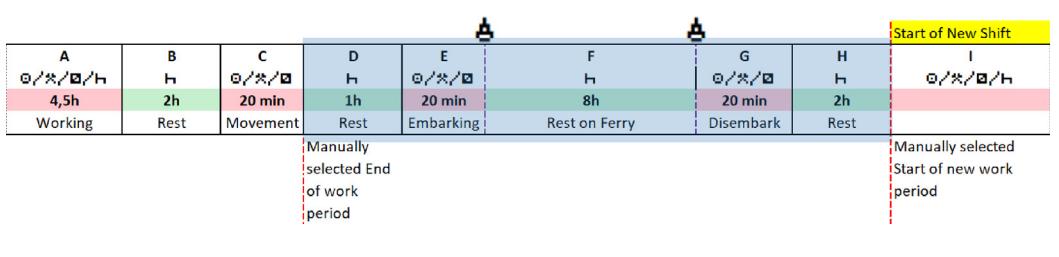 Start of New Shift
A B C D E F G H I
4,5h 2h 20 min 1h 20 min 8h 20 min 2h
Working Rest Movement Rest Embarking Rest on Ferry Disembark Rest
Manually
selected End
of work
period
Manually selected
Start of new work
period